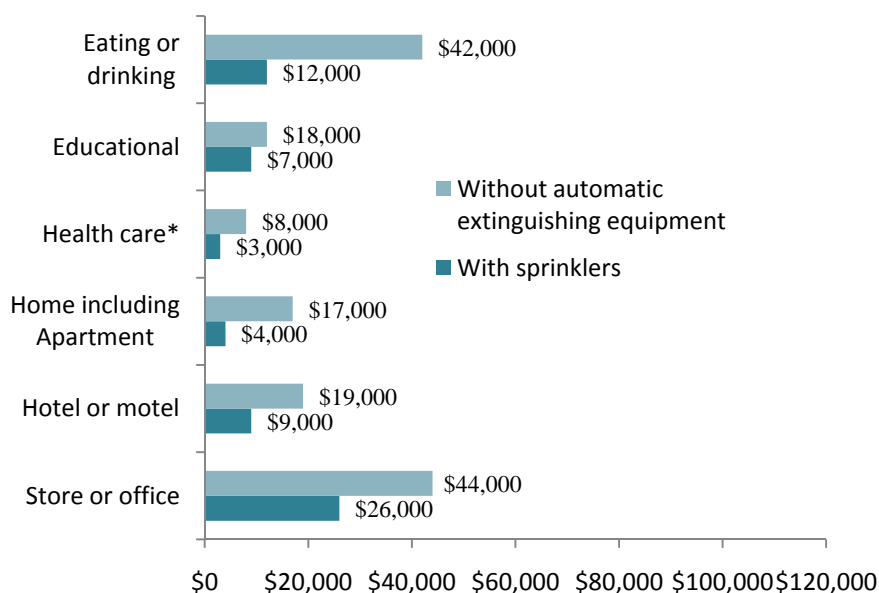 Eating or
drinking
$42,000
$12,000
Educational
$18,000
$7,000
Health care*
$8,000
$3,000
Home including
Apartment
$17,000
$4,000
Hotel or motel
$19,000
$9,000
Store or office
$44,000
$26,000
Without automatic
extinguishing equipment
With sprinklers
$0 $20,000 $40,000 $60,000 $80,000 $100,000 $120,000